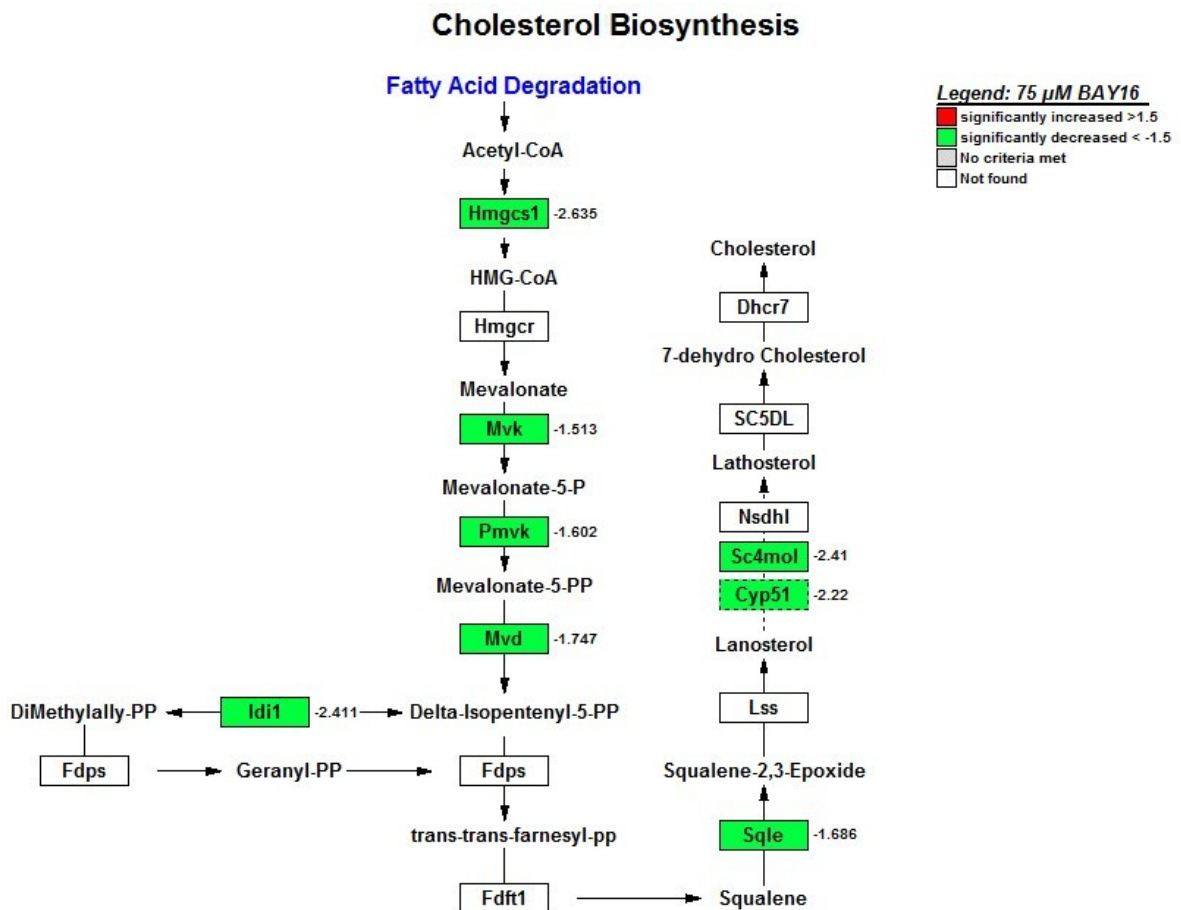 Cholesterol Biosynthesis
Fatty Acid Degradation
Legend: 75 µM BAY16
significantly increased >1.5
significantly decreased < -1.5
No criteria met
Not found
Acetyl-CoA
Hmgcs1 -2.635
HMG-CoA
Hmgcr
Mevalonate
Mvk -1.513
Mevalonate-5-P
Pmvk -1.602
Mevalonate-5-PP
Mvd -1.747
DiMethylally-PP
Idi1 -2.411
Delta-Isopentenyl-5-PP
Fdps
Geranyl-PP
Fdps
trans-trans-farnesyl-pp
Fdft1
Cholesterol
Dhcr7
7-dehydro Cholesterol
SC5DL
Lathosterol
Nsdhl
Sc4mol -2.41
Cyp51 -2.22
Lanosterol
Lss
Squalene-2,3-Epoxide
Sqle -1.686
Squalene